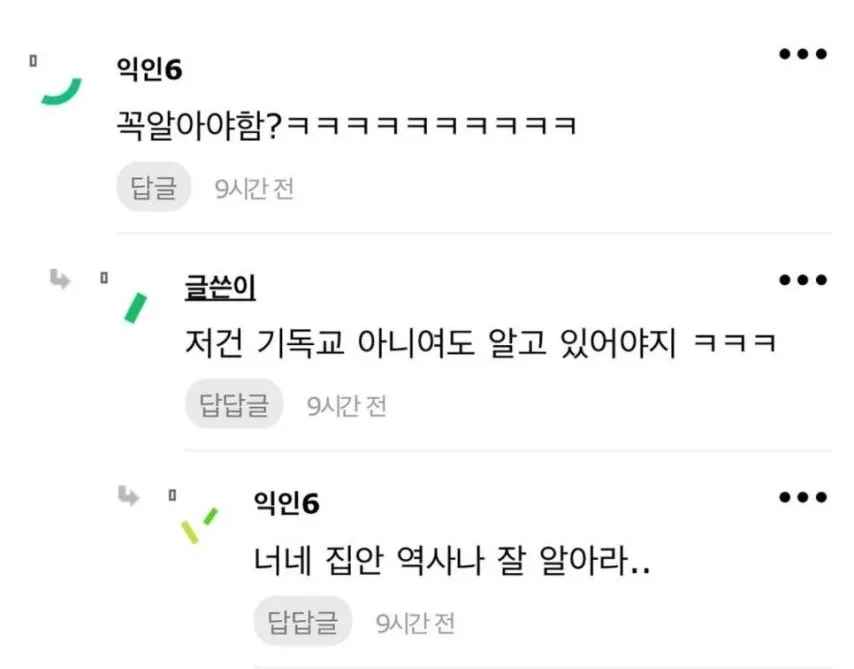 익인6
꼭알아야함?ㅋㅋㅋㅋㅋㅋㅋㅋㅋㅋ
답글 9시간 전
글쓴이
저건 기독교 아니여도 알고 있어야지 ㅋㅋㅋ
답답글 9시간 전
익인6
너네 집안 역사나 잘 알아라..
답답글 9시간 전